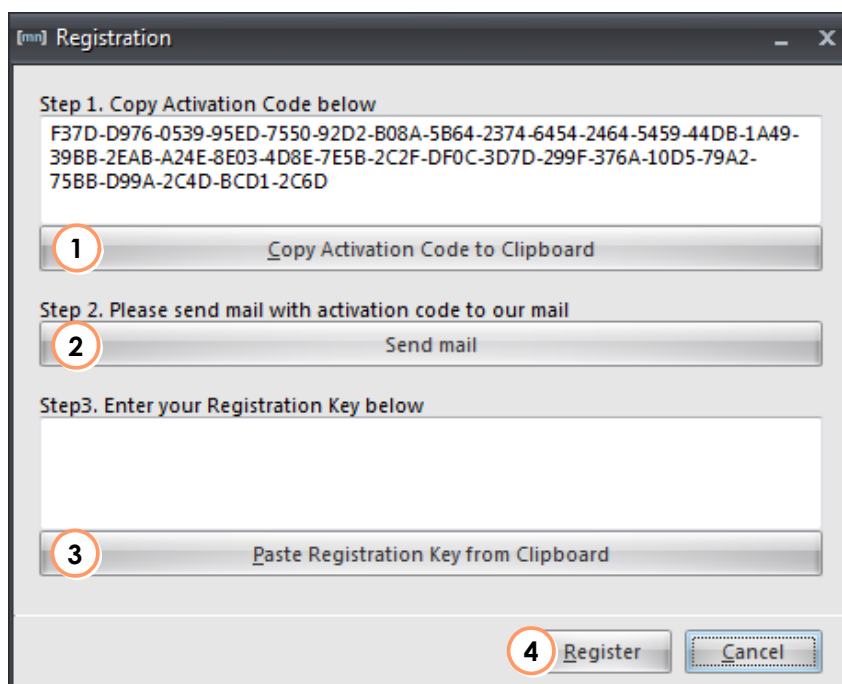 [mn] Registration
Step 1. Copy Activation Code below
F37D-D976-0539-95ED-7550-92D2-B08A-5B64-2374-6454-2464-5459-44DB-1A49-
39BB-2EAB-A24E-8E03-4D8E-7E5B-2C2F-DF0C-3D7D-299F-376A-10D5-79A2-
75BB-D99A-2C4D-BCD1-2C6D
1 Copy Activation Code to Clipboard
Step 2. Please send mail with activation code to our mail
2 Send mail
Step3. Enter your Registration Key below
3 Paste Registration Key from Clipboard
4 Register Cancel